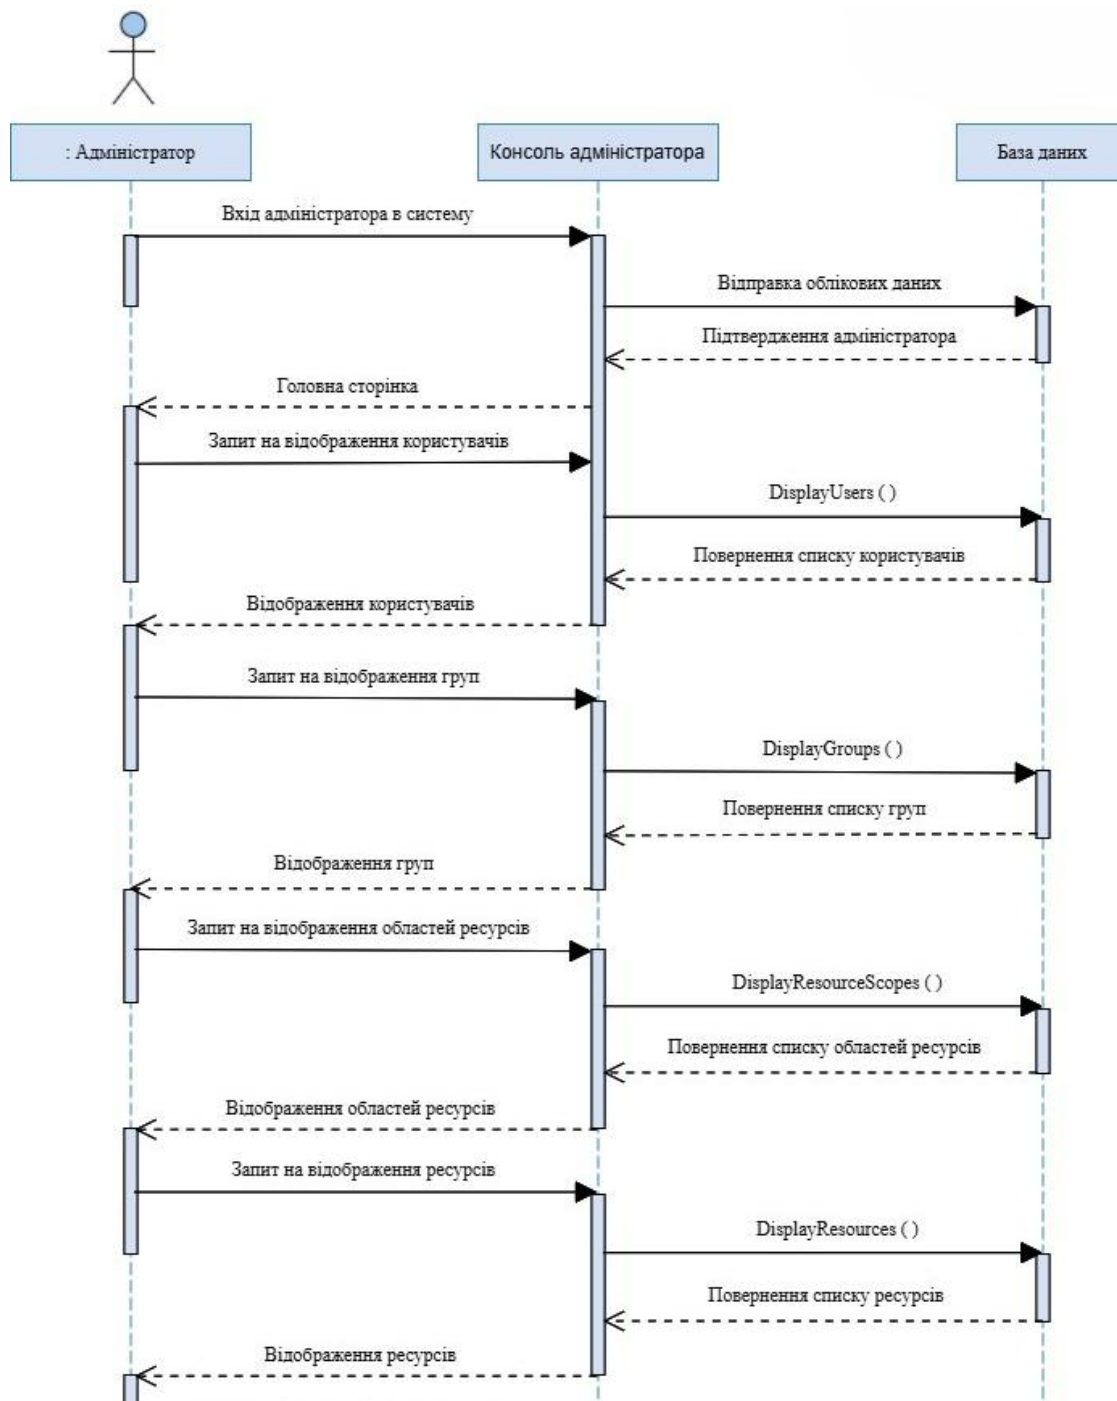 : Адміністратор
Консоль адміністратора
База даних
Вхід адміністратора в систему
Відправка облікових даних
Підтвердження адміністратора
Головна сторінка
Запит на відображення користувачів
DisplayUsers ( )
Повернення списку користувачів
Відображення користувачів
Запит на відображення груп
DisplayGroups ( )
Повернення списку груп
Відображення груп
Запит на відображення областей ресурсів
DisplayResourceScopes ( )
Повернення списку областей ресурсів
Відображення областей ресурсів
Запит на відображення ресурсів
DisplayResources ( )
Повернення списку ресурсів
Відображення ресурсів